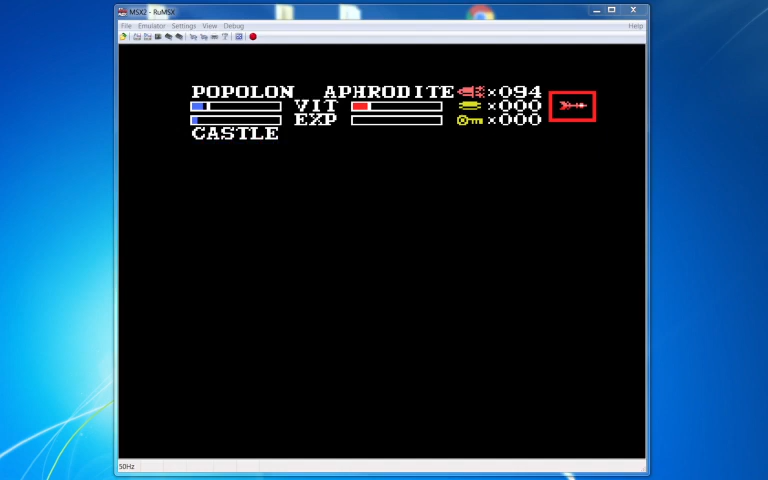 MSX2 - RuMSX
File Emulator Settings View Debug Help
POPOLON APHRODITE ×094
VIT ×000
EXP ×000
CASTLE
50Hz